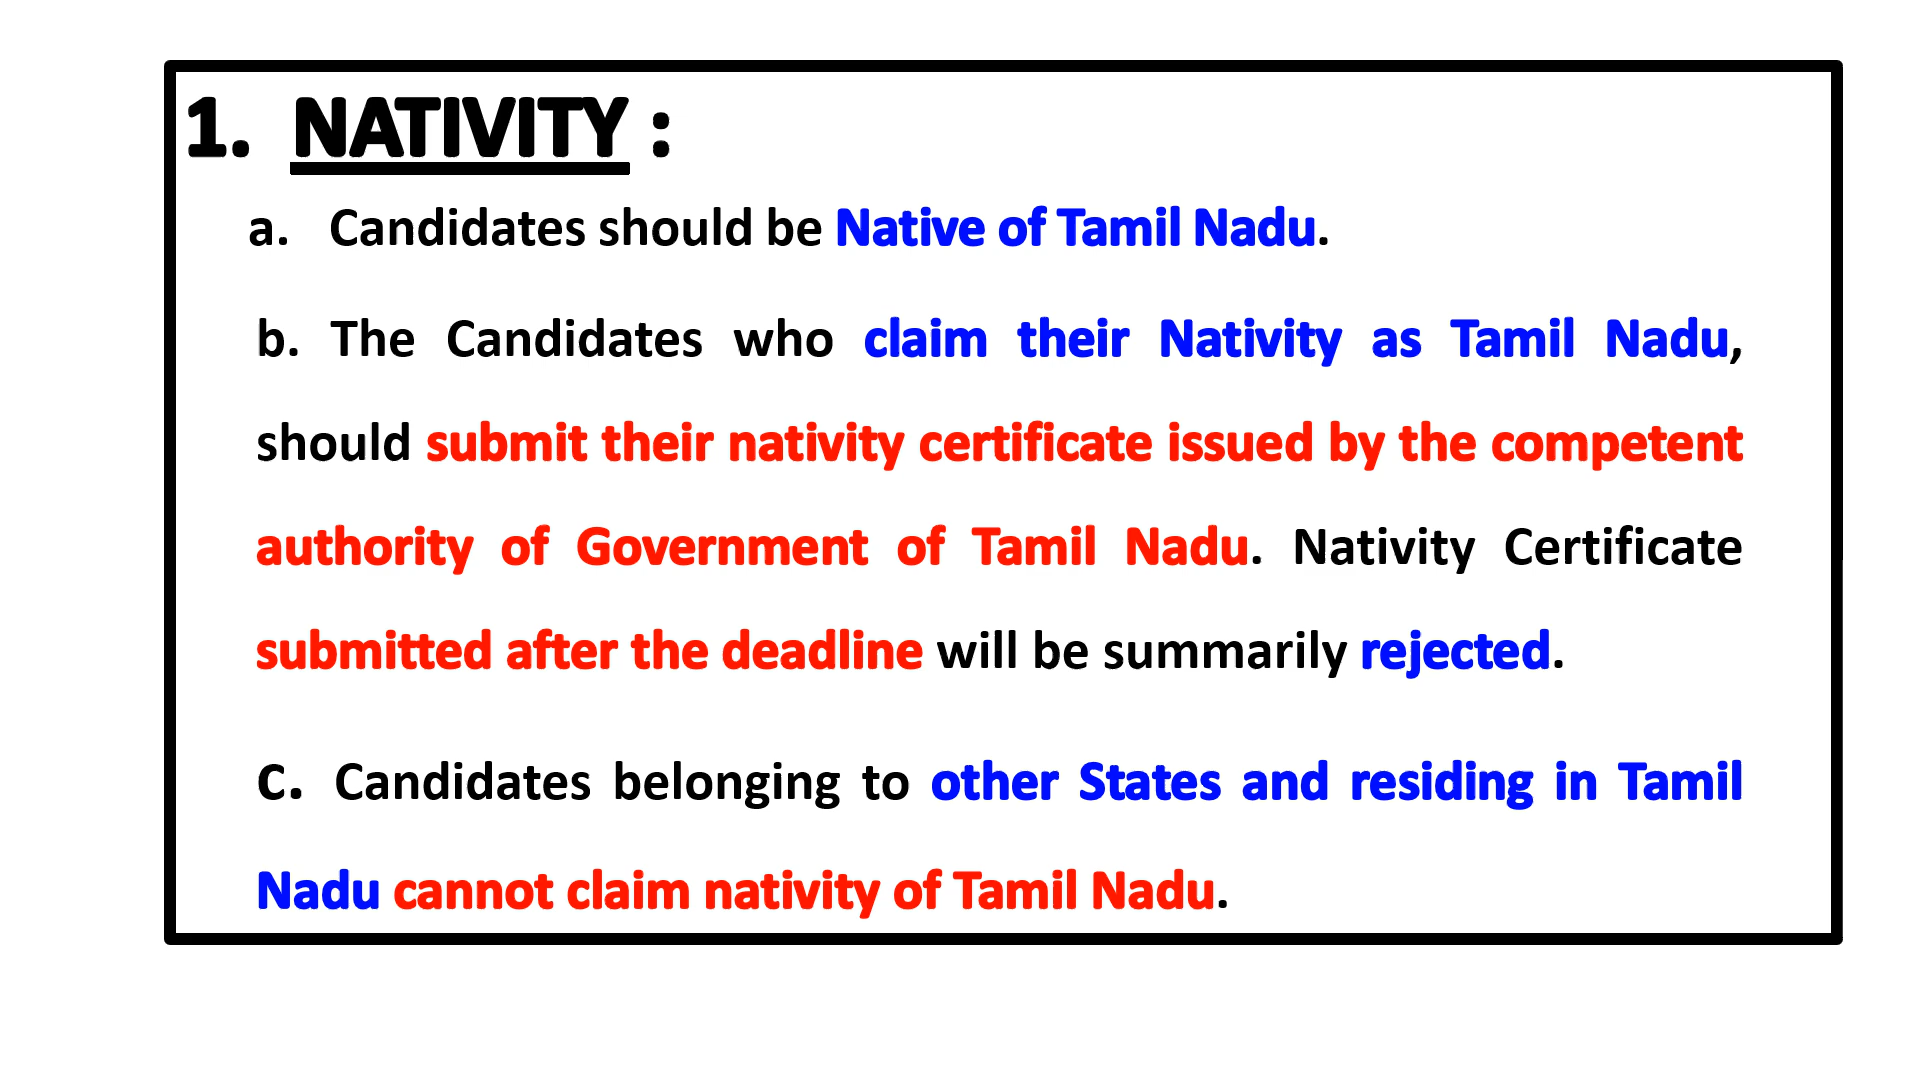 1. NATIVITY :
a. Candidates should be Native of Tamil Nadu.
b. The Candidates who claim their Nativity as Tamil Nadu,
should submit their nativity certificate issued by the competent
authority of Government of Tamil Nadu. Nativity Certificate
submitted after the deadline will be summarily rejected.
c. Candidates belonging to other States and residing in Tamil
Nadu cannot claim nativity of Tamil Nadu.